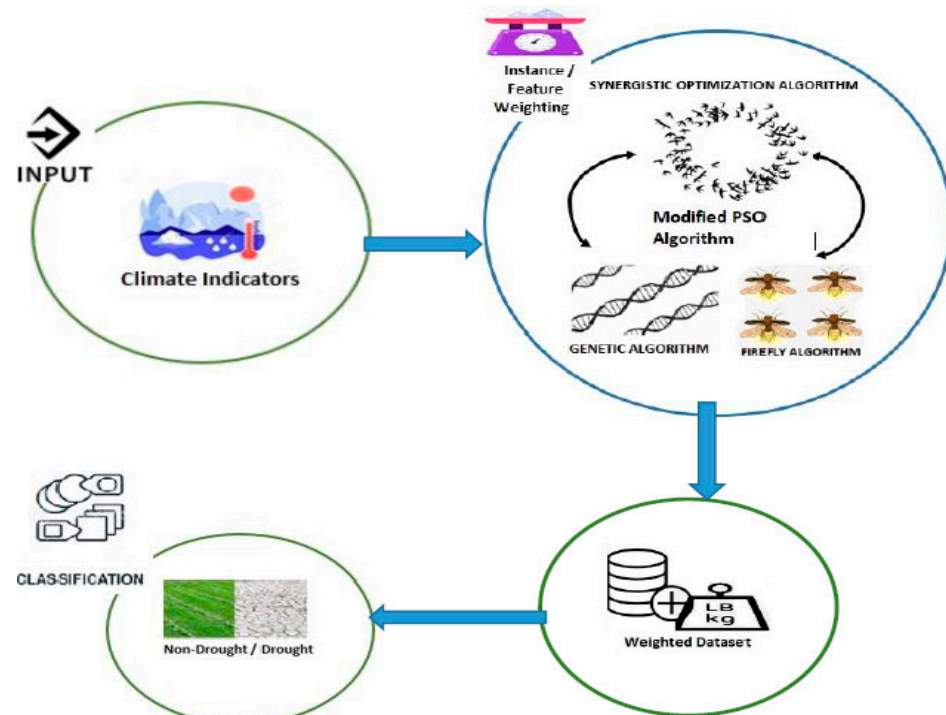 INPUT
Climate Indicators
Instance /
Feature
Weighting
SYNERGISTIC OPTIMIZATION ALGORITHM
Modified PSO
Algorithm
GENETIC ALGORITHM
FIREFLY ALGORITHM
LB
kg
Weighted Dataset
CLASSIFICATION
Non-Drought / Drought